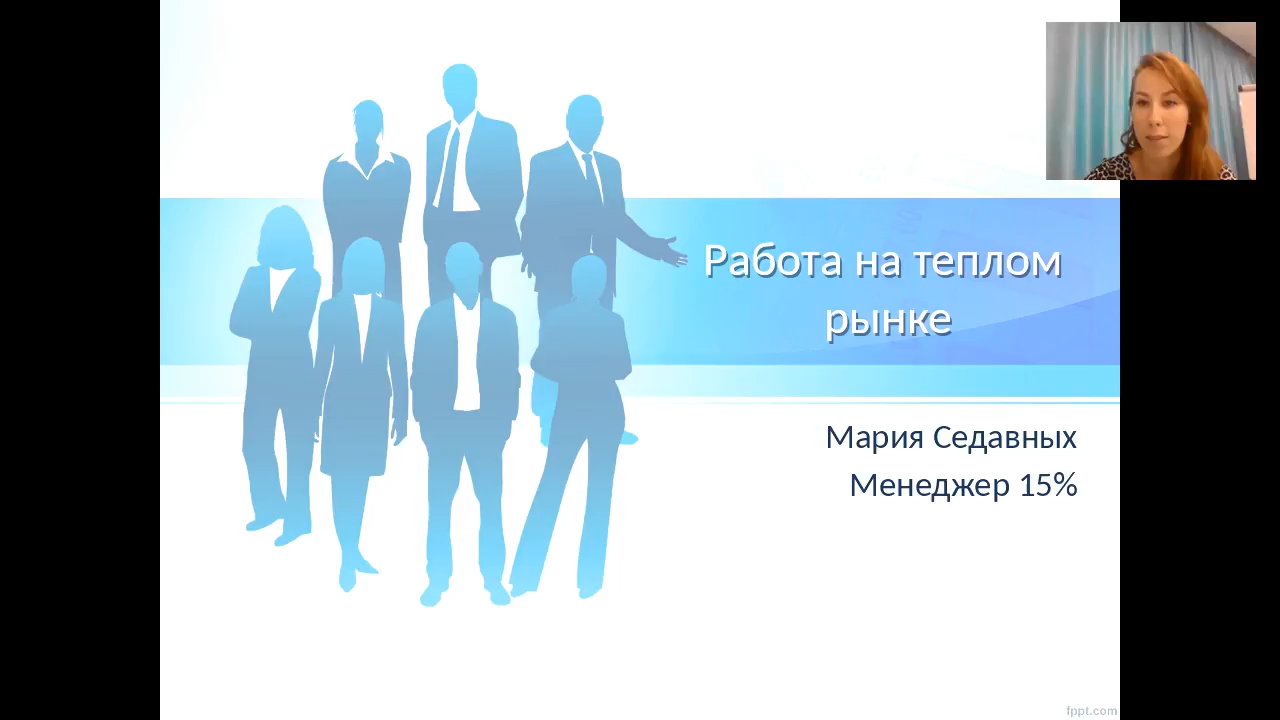 Работа на теплом
рынке
Мария Седавных
Менеджер 15%
fppt.com